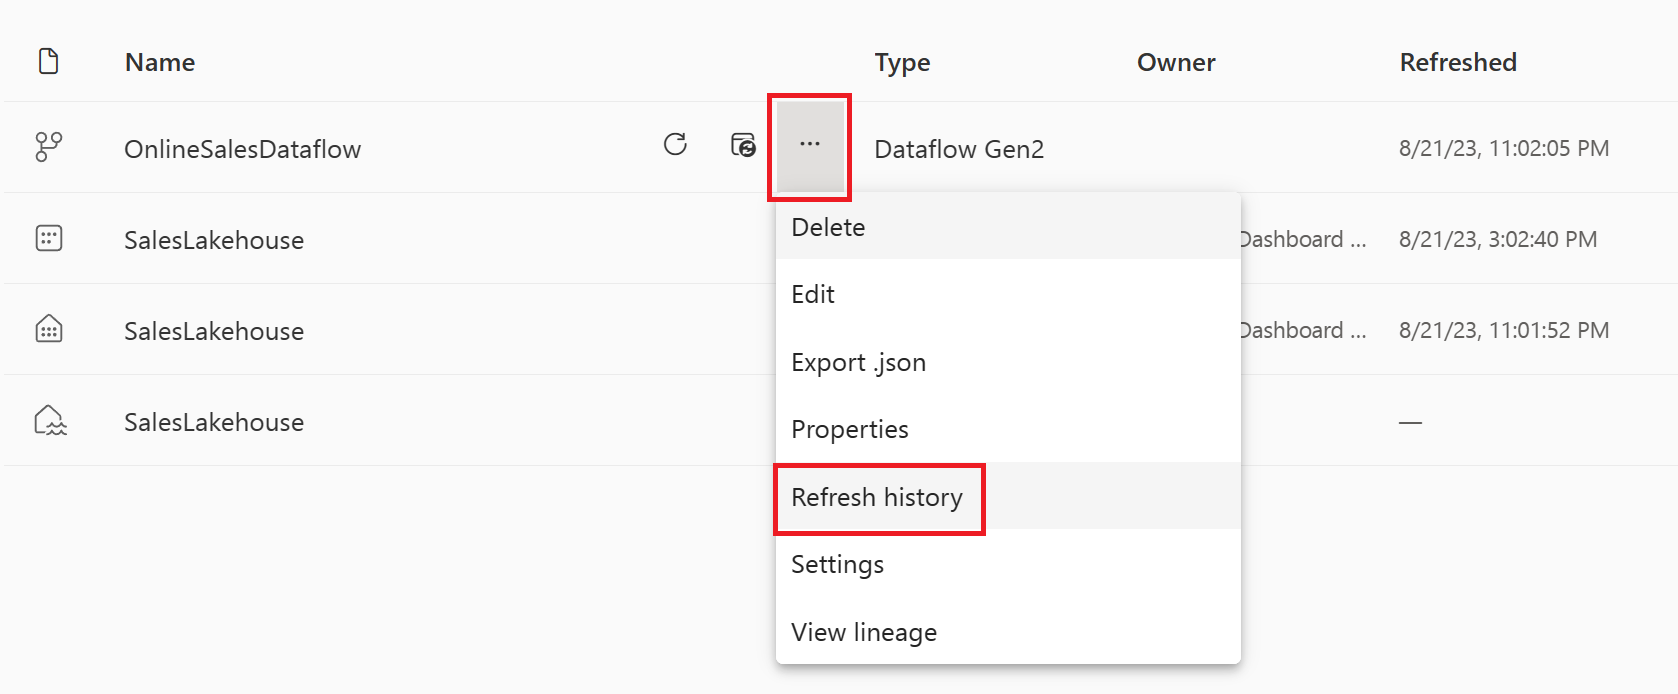 Name Type Owner Refreshed
OnlineSalesDataflow ... Dataflow Gen2 8/21/23, 11:02:05 PM
Delete
SalesLakehouse Dashboard ... 8/21/23, 3:02:40 PM
Edit
SalesLakehouse Dashboard ... 8/21/23, 11:01:52 PM
Export .json
SalesLakehouse —
Properties
Refresh history
Settings
View lineage